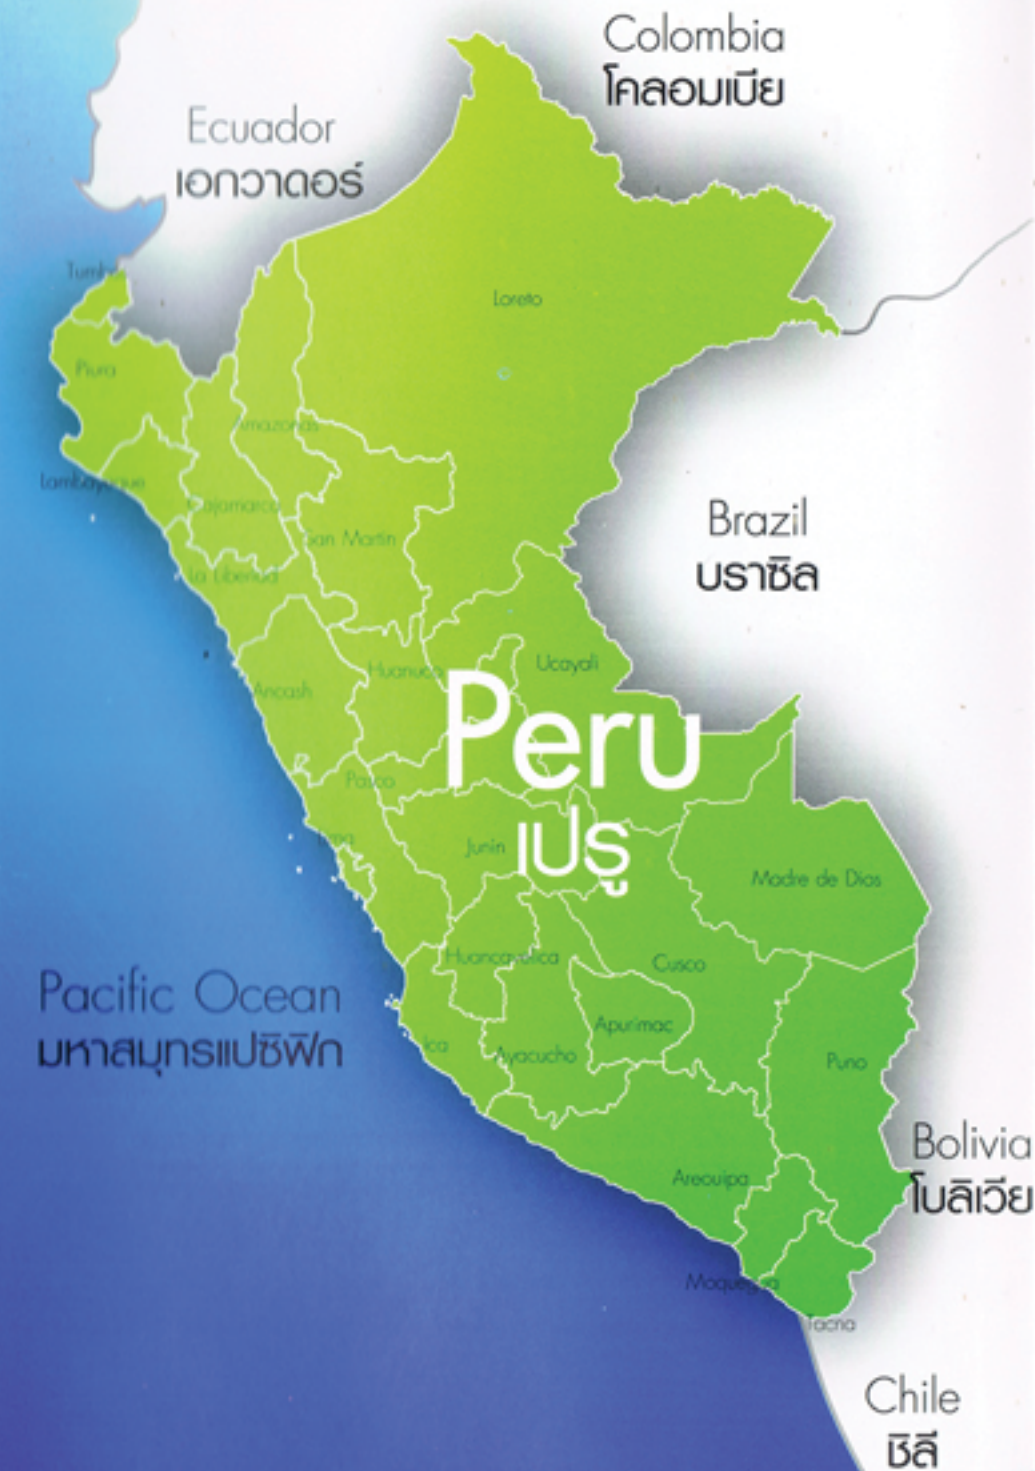 Colombia
โคลอมเบีย
Ecuador
เอกวาดอร์
Loreto
Piura
Amazonas
Lambayeque
Cajamarca
San Martin
Brazil
บราซิล
Ucayali
Huanuco
Ancash
Peru
เปรู
Pasco
Lima
Junin
Madre de Dios
Huancavelica
Cusco
Pacific Ocean
มหาสมุทรแปซิฟิก
Apurimac
Ica
Ayacucho
Puno
Bolivia
โบลิเวีย
Moquegua
Tacna
Chile
ชิลี